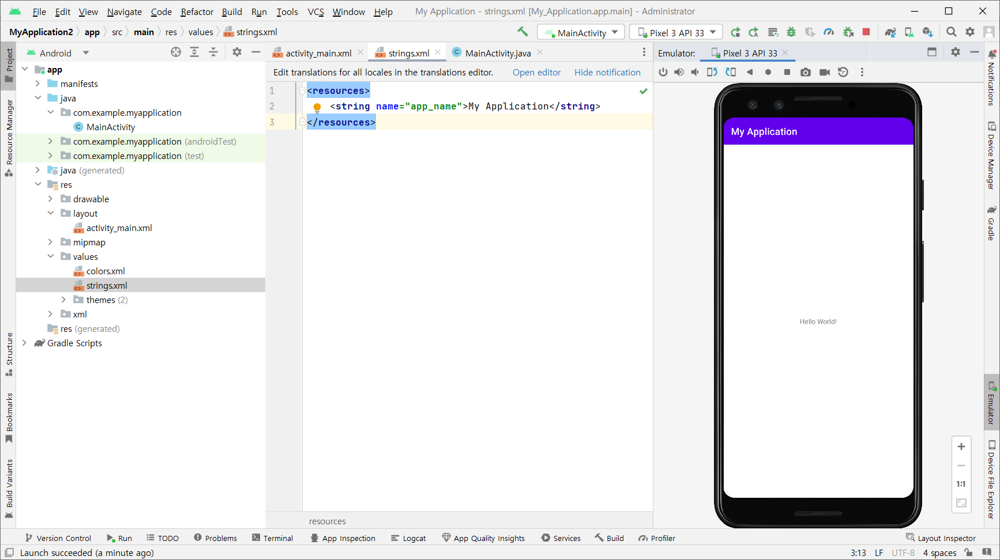 File Edit View Navigate Code Refactor Build Run Tools VCS Window Help My Application - strings.xml [My_Application.app.main] - Administrator
MyApplication2 app src main res values strings.xml MainActivity Pixel 3 API 33
Project
Resource Manager
Structure
Bookmarks
Build Variants
Android
app
manifests
java
com.example.myapplication
MainActivity
com.example.myapplication (androidTest)
com.example.myapplication (test)
java (generated)
res
drawable
layout
activity_main.xml
mipmap
values
colors.xml
strings.xml
themes (2)
xml
res (generated)
Gradle Scripts
activity_main.xml strings.xml MainActivity.java
Edit translations for all locales in the translations editor. Open editor Hide notification
1 <resources>
2 <string name="app_name">My Application</string>
3 </resources>
resources
Emulator: Pixel 3 API 33
My Application
Hello World!
1:1
Notifications
Device Manager
Gradle
Emulator
Device File Explorer
Version Control Run TODO Problems Terminal App Inspection Logcat App Quality Insights Services Build Profiler Layout Inspector
Launch succeeded (a minute ago) 3:13 LF UTF-8 4 spaces